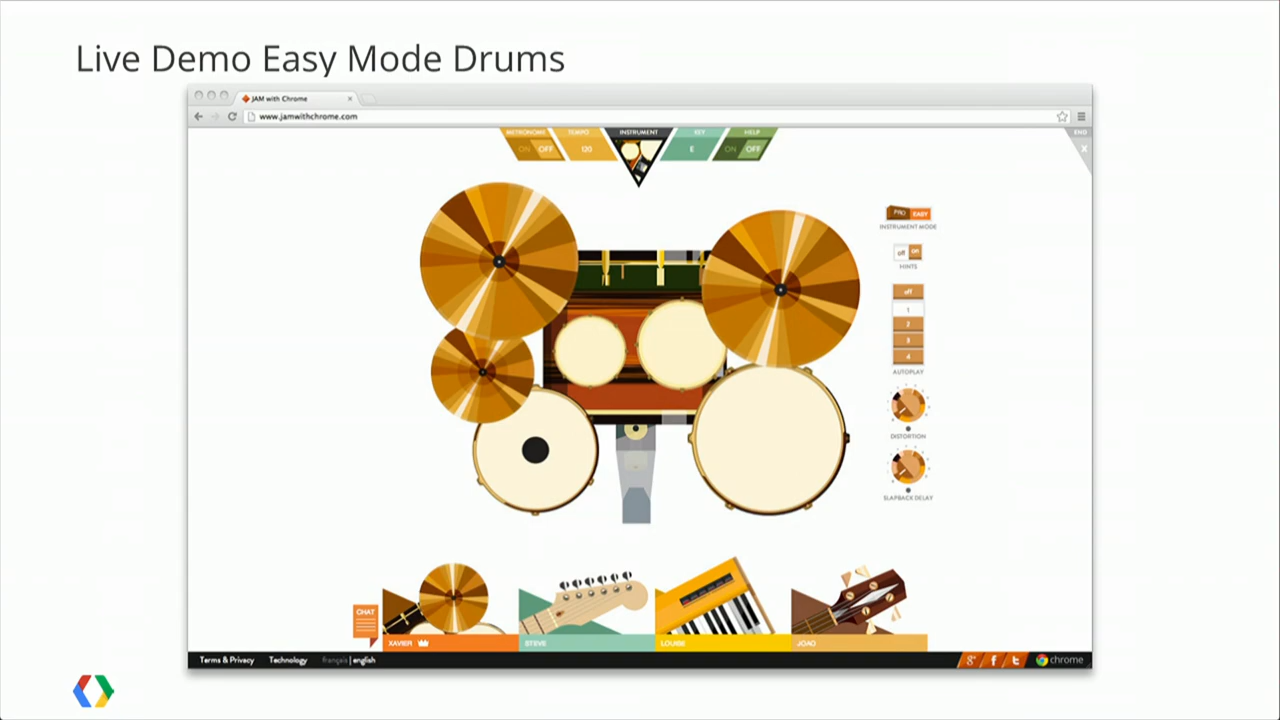 Live Demo Easy Mode Drums
JAM with Chrome
www.jamwithchrome.com
METRONOME TEMPO INSTRUMENT KEY HELP END
ON OFF 120 E ON OFF X
PRO EASY
INSTRUMENT MODE
off on
HINTS
off
1
2
3
4
AUTOPLAY
DISTORTION
SLAPBACK DELAY
CHAT
XAVIER STEVE LOUISE JOAO
Terms & Privacy Technology français | english chrome